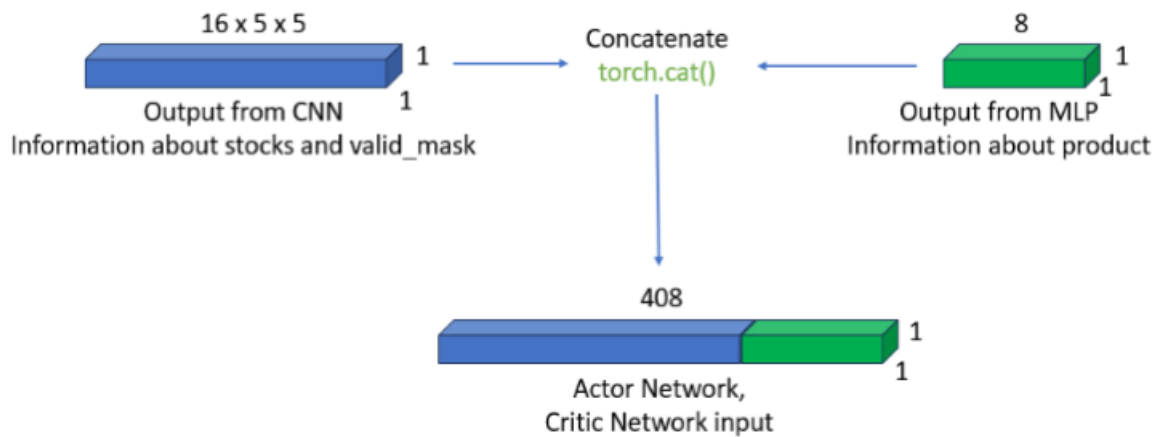 16 x 5 x 5
1
1
Output from CNN
Information about stocks and valid_mask
Concatenate
torch.cat()
8
1
1
Output from MLP
Information about product
408
1
1
Actor Network,
Critic Network input